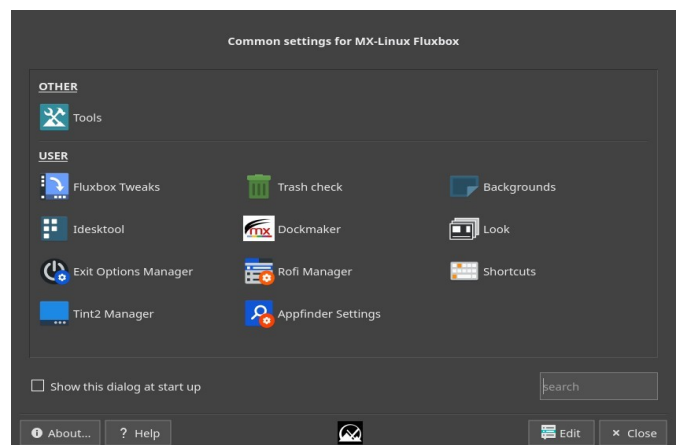 Common settings for MX-Linux Fluxbox
OTHER
Tools
USER
Fluxbox Tweaks Trash check Backgrounds
Idesktool mx Dockmaker Look
Exit Options Manager Rofi Manager Shortcuts
Tint2 Manager Appfinder Settings
Show this dialog at start up search
About... ? Help Edit × Close